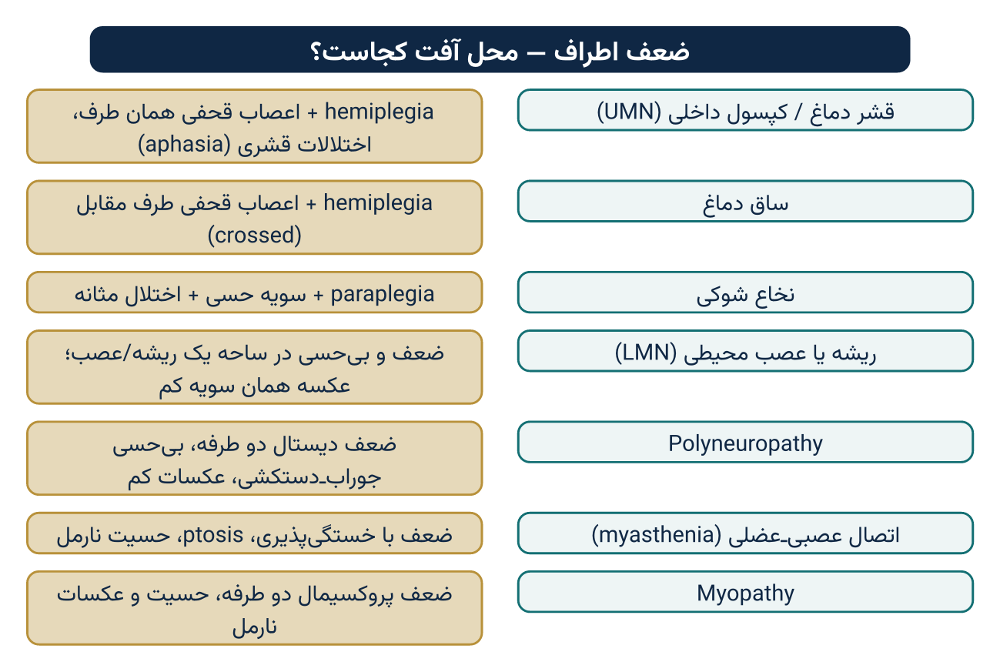 ضعف اطراف – محل آفت کجاست؟
قشر دماغ / کپسول داخلی (UMN)
hemiplegia + اعصاب قحفی همان طرف،
اختلالات قشری (aphasia)
ساق دماغ
hemiplegia + اعصاب قحفی طرف مقابل
(crossed)
نخاع شوکی
paraplegia + سویه حسی + اختلال مثانه
ریشه یا عصب محیطی (LMN)
ضعف و بی‌حسی در ساحه یک ریشه/عصب؛
عکسه همان سویه کم
Polyneuropathy
ضعف دیستال دو طرفه، بی‌حسی
جوراب‌ـدستکشی، عکسات کم
اتصال عصبی‌ـعضلی (myasthenia)
ضعف با خستگی‌پذیری، ptosis، حسیت نارمل
Myopathy
ضعف پروکسیمال دو طرفه، حسیت و عکسات
نارمل